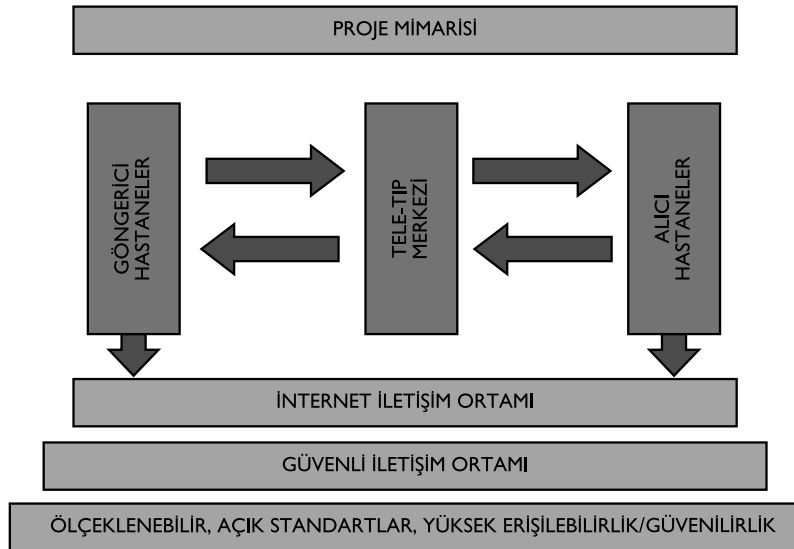 PROJE MİMARİSİ
GÖNGERİCİ
HASTANELER
TELE-TIP
MERKEZİ
ALICI
HASTANELER
İNTERNET İLETİŞİM ORTAMI
GÜVENLİ İLETİŞİM ORTAMI
ÖLÇEKLENEBİLİR, AÇIK STANDARTLAR, YÜKSEK ERİŞİLEBİLİRLİK/GÜVENİLİRLİK